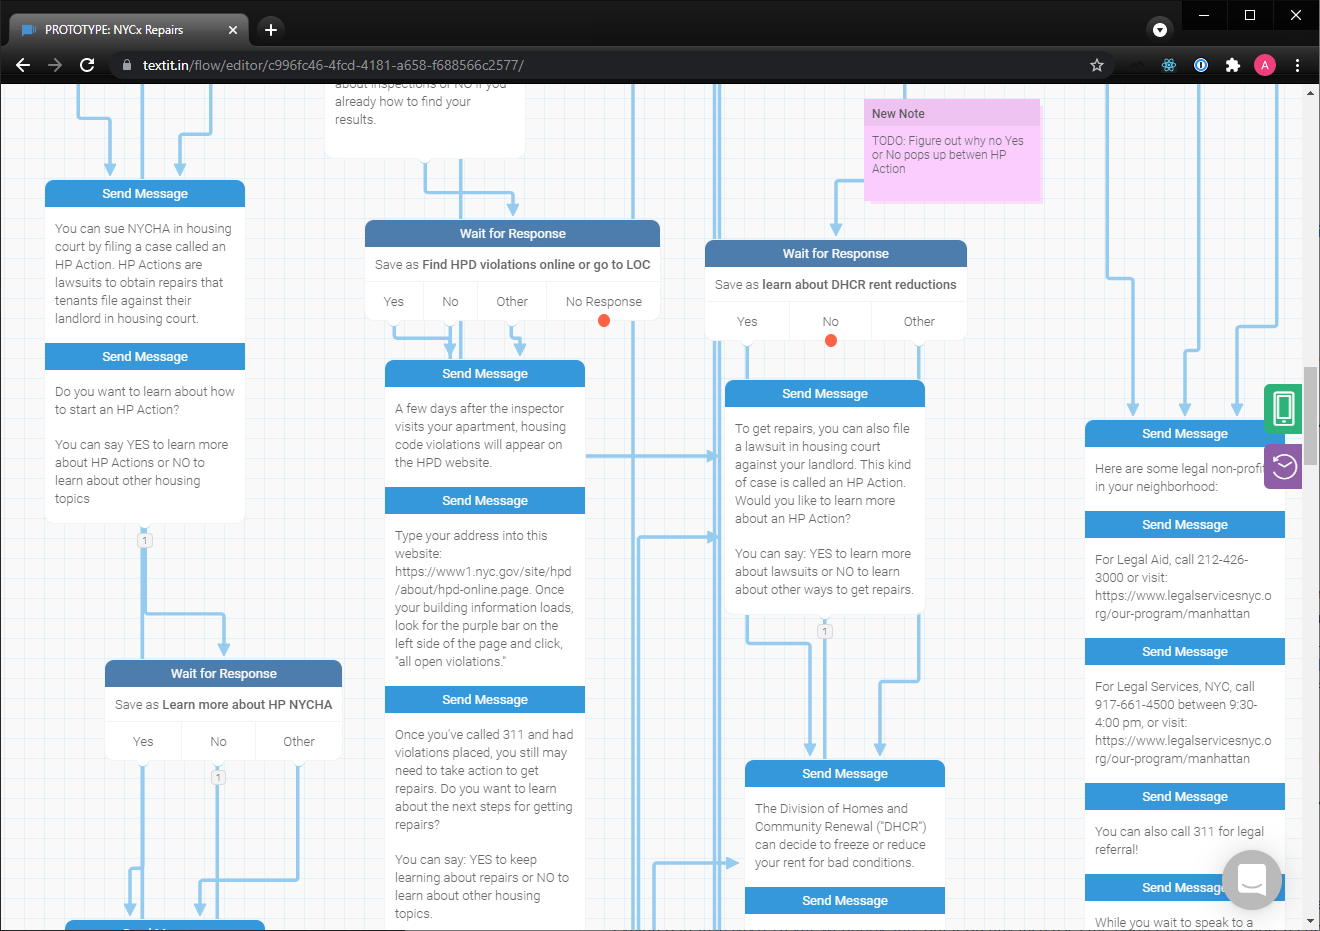 PROTOTYPE: NYCx Repairs
textit.in/flow/editor/c996fc46-4fcd-4181-a658-f688566c2577/
A
Send Message
You can sue NYCHA in housing
court by filing a case called an
HP Action. HP Actions are
lawsuits to obtain repairs that
tenants file against their
landlord in housing court.
Send Message
Do you want to learn about how
to start an HP Action?
You can say YES to learn more
about HP Actions or NO to
learn about other housing
topics
1
Wait for Response
Save as Learn more about HP NYCHA
Yes
No
Other
1
about inspections or NO if you
already how to find your
results.
Wait for Response
Save as Find HPD violations online or go to LOC
Yes
No
Other
No Response
Send Message
A few days after the inspector
visits your apartment, housing
code violations will appear on
the HPD website.
Send Message
Type your address into this
website:
https://www1.nyc.gov/site/hpd
/about/hpd-online.page. Once
your building information loads,
look for the purple bar on the
left side of the page and click,
"all open violations."
Send Message
Once you've called 311 and had
violations placed, you still may
need to take action to get
repairs. Do you want to learn
about the next steps for getting
repairs?
You can say: YES to keep
learning about repairs or NO to
learn about other housing
topics.
New Note
TODO: Figure out why no Yes
or No pops up betwen HP
Action
Wait for Response
Save as learn about DHCR rent reductions
Yes
No
Other
Send Message
To get repairs, you can also file
a lawsuit in housing court
against your landlord. This kind
of case is called an HP Action.
Would you like to learn more
about an HP Action?
You can say: YES to learn more
about lawsuits or NO to learn
about other ways to get repairs.
1
Send Message
The Division of Homes and
Community Renewal ("DHCR")
can decide to freeze or reduce
your rent for bad conditions.
Send Message
Send Message
Here are some legal non-profit
in your neighborhood:
Send Message
For Legal Aid, call 212-426-
3000 or visit:
https://www.legalservicesnyc.o
rg/our-program/manhattan
Send Message
For Legal Services, NYC, call
917-661-4500 between 9:30-
4:00 pm, or visit:
https://www.legalservicesnyc.o
rg/our-program/manhattan
Send Message
You can also call 311 for legal
referral!
Send Message
While you wait to speak to a